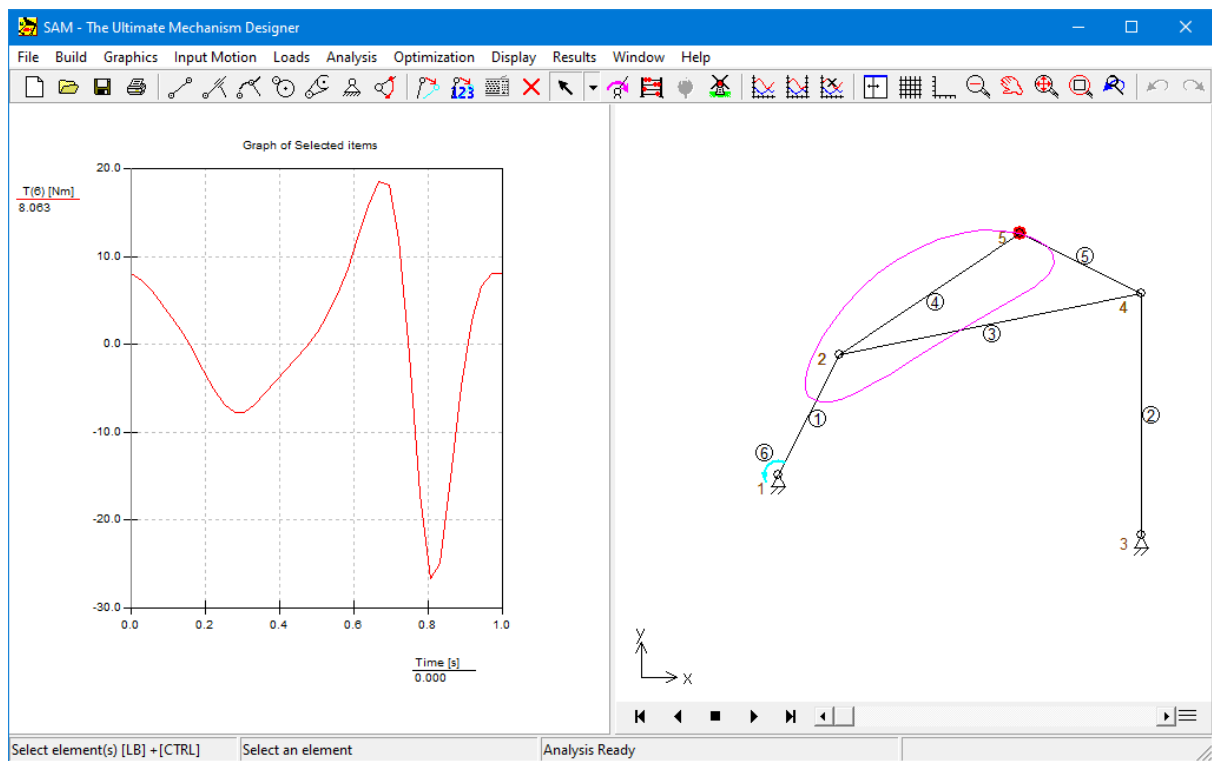 SAM - The Ultimate Mechanism Designer
File Build Graphics Input Motion Loads Analysis Optimization Display Results Window Help
123
Graph of Selected items
T(6) [Nm]
8.063
20.0
10.0
0.0
-10.0
-20.0
-30.0
0.0 0.2 0.4 0.6 0.8 1.0
Time [s]
0.000
5
5
4
4
3
2
1
2
6
1
3
y
x
Select element(s) [LB] +[CTRL] Select an element Analysis Ready